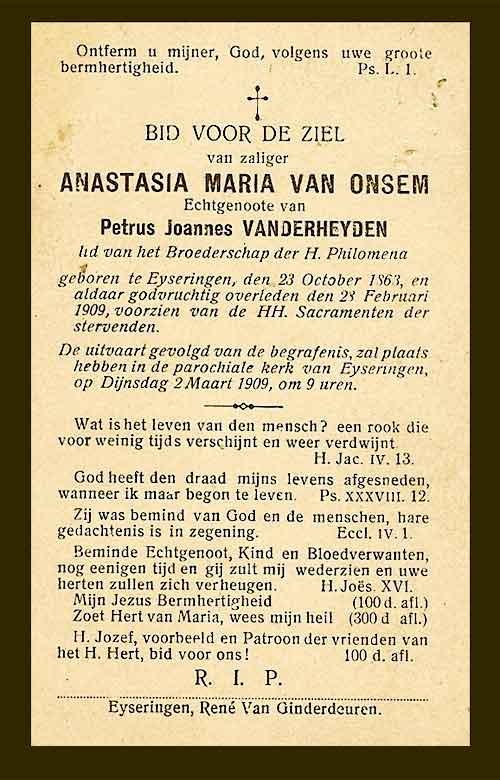 Ontferm u mijner, God, volgens uwe groote
bermhertigheid. Ps. L. 1.
BID VOOR DE ZIEL
van zaliger
ANASTASIA MARIA VAN ONSEM
Echtgenoote van
Petrus Joannes VANDERHEYDEN
lid van het Broederschap der H. Philomena
geboren te Eyseringen, den 23 October 1863, en
aldaar godvruchtig overleden den 28 Februari
1909, voorzien van de HH. Sacramenten der
stervenden.
De uitvaart gevolgd van de begrafenis, zal plaats
hebben in de parochiale kerk van Eyseringen,
op Dijnsdag 2 Maart 1909, om 9 uren.
Wat is het leven van den mensch? een rook die
voor weinig tijds verschijnt en weer verdwijnt.
H. Jac. IV. 13.
God heeft den draad mijns levens afgesneden,
wanneer ik maar begon te leven. Ps. XXXVIII. 12.
Zij was bemind van God en de menschen, hare
gedachtenis is in zegening. Eccl. IV. 1.
Beminde Echtgenoot, Kind en Bloedverwanten,
nog eenigen tijd en gij zult mij wederzien en uwe
herten zullen zich verheugen. H. Joës. XVI.
Mijn Jezus Bermhertigheid (100 d. afl.)
Zoet Hert van Maria, wees mijn heil (300 d afl.)
H. Jozef, voorbeeld en Patroon der vrienden van
het H. Hert, bid voor ons! 100 d. afl.
R. I. P.
Eyseringen, René Van Ginderdeuren.